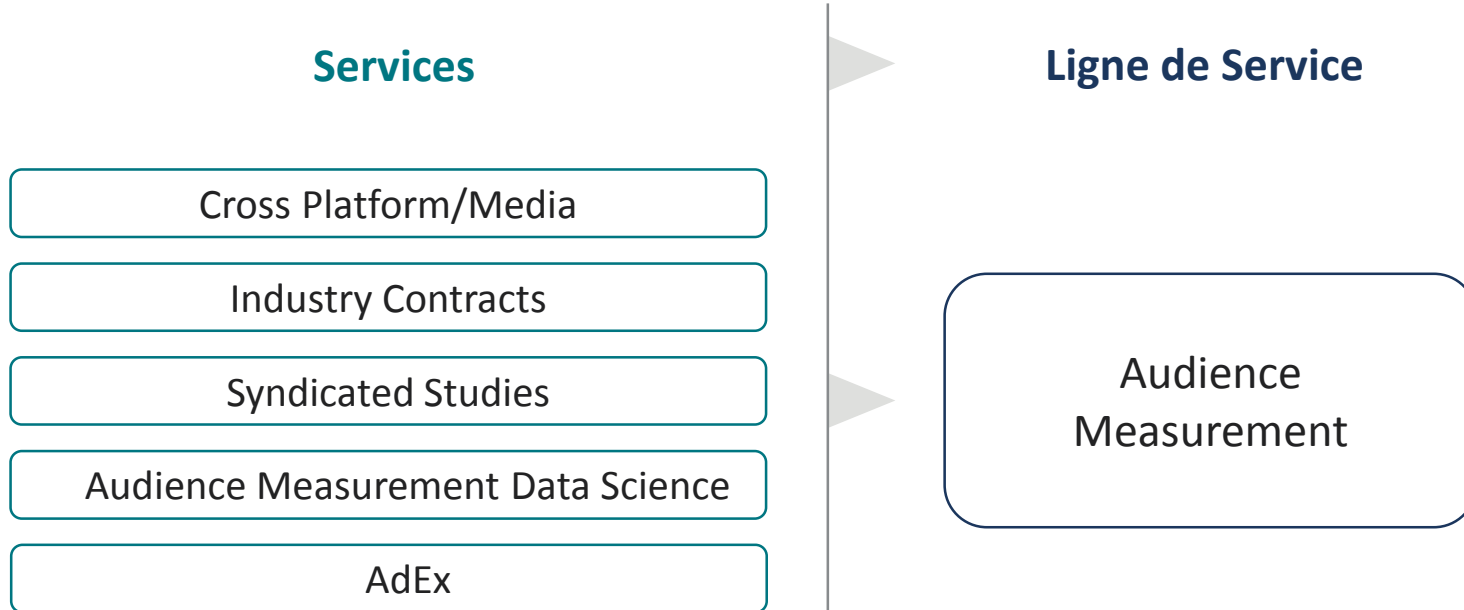 Services
Ligne de Service
Cross Platform/Media
Industry Contracts
Syndicated Studies
Audience Measurement Data Science
AdEx
Audience
Measurement